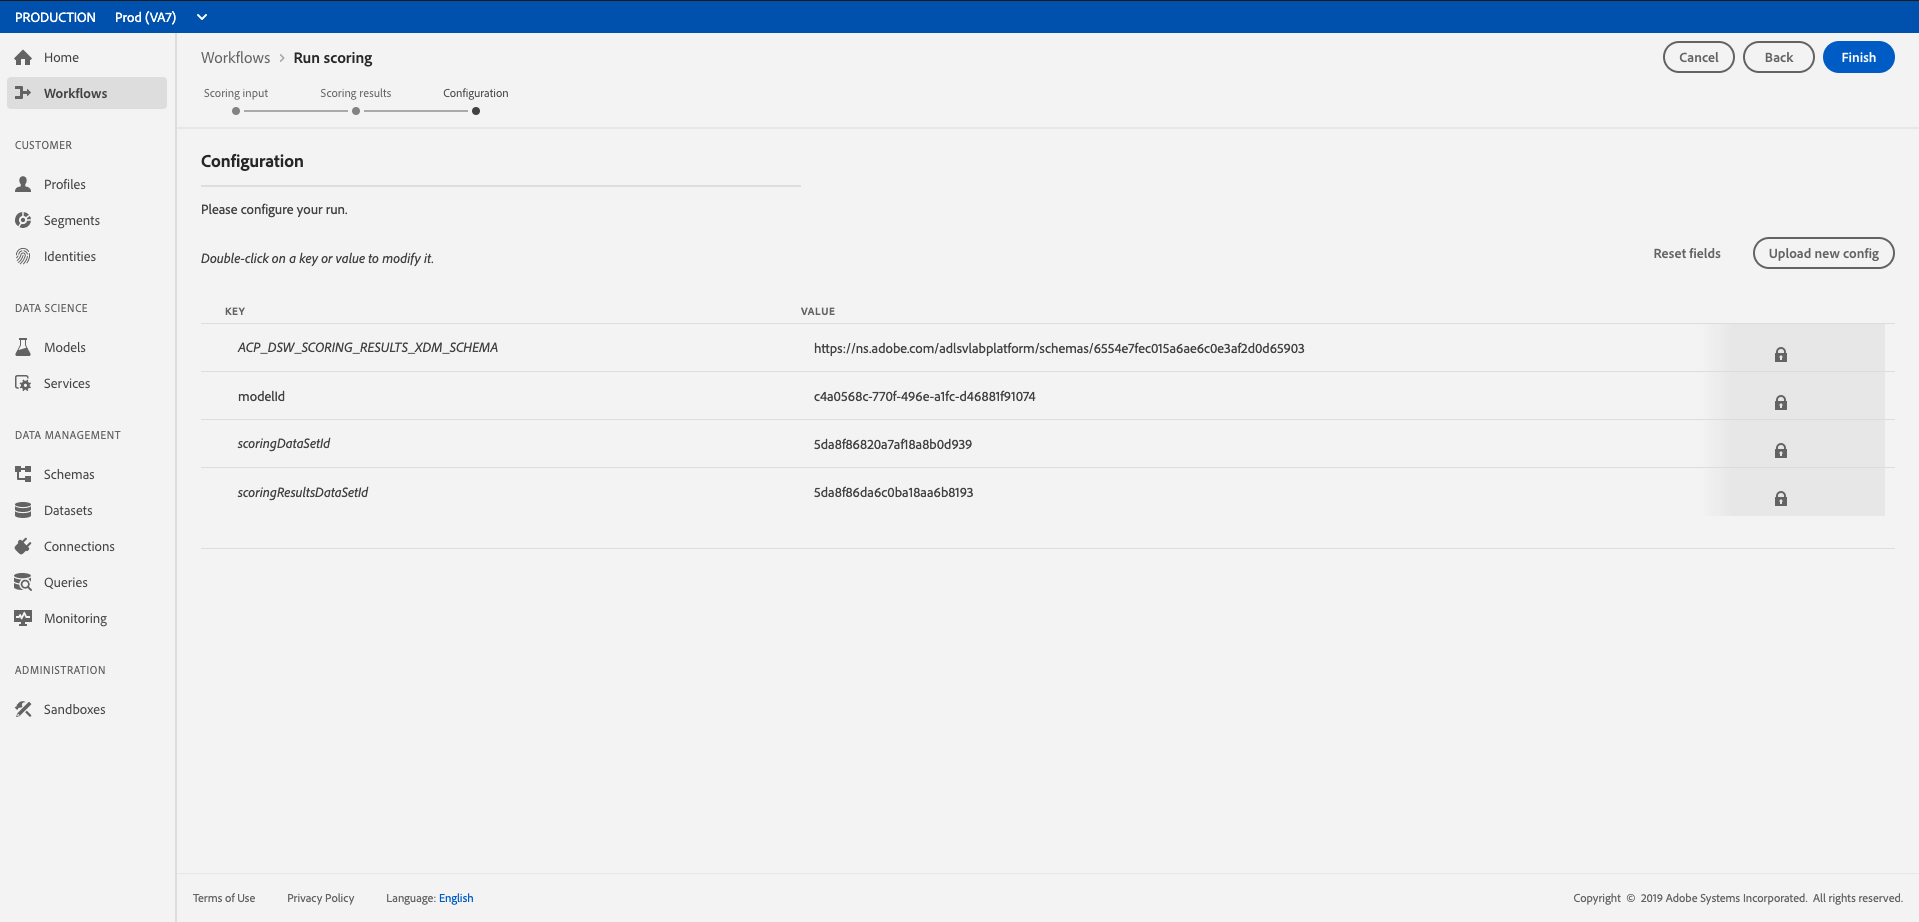 PRODUCTION Prod (VA7)
Home
Workflows
CUSTOMER
Profiles
Segments
Identities
DATA SCIENCE
Models
Services
DATA MANAGEMENT
Schemas
Datasets
Connections
Queries
Monitoring
ADMINISTRATION
Sandboxes
Workflows > Run scoring
Cancel Back Finish
Scoring input Scoring results Configuration
Configuration
Please configure your run.
Double-click on a key or value to modify it.
Reset fields Upload new config
KEY VALUE
ACP_DSW_SCORING_RESULTS_XDM_SCHEMA https://ns.adobe.com/adlsvlabplatform/schemas/6554e7fec015a6ae6c0e3af2d0d65903
modelId c4a0568c-770f-496e-a1fc-d46881f91074
scoringDataSetId 5da8f86820a7af18a8b0d939
scoringResultsDataSetId 5da8f86da6c0ba18aa6b8193
Terms of Use Privacy Policy Language: English
Copyright © 2019 Adobe Systems Incorporated. All rights reserved.